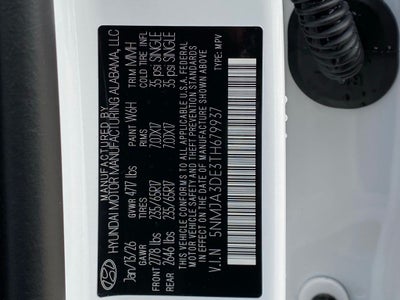 HYUNDAI MOTOR MANUFACTURING ALABAMA, LLC
Jan/13/26 PAINT W6H TRIM MMH
GVWR 4717 lbs TIRES RIMS COLD TIRE INFL
FRONT 2778 lbs 235/65R17 7.0JX17 35 PSI SINGLE
REAR 2646 lbs 235/65R17 7.0JX17 35 PSI SINGLE
THIS VEHICLE CONFORMS TO ALL APPLICABLE U.S.A. FEDERAL
MOTOR VEHICLE SAFETY, BUMPER, AND THEFT PREVENTION STANDARDS
IN EFFECT ON THE DATE OF MANUFACTURE SHOWN ABOVE.
V.I.N 5NMJA3DE3TH679937 TYPE: MPV